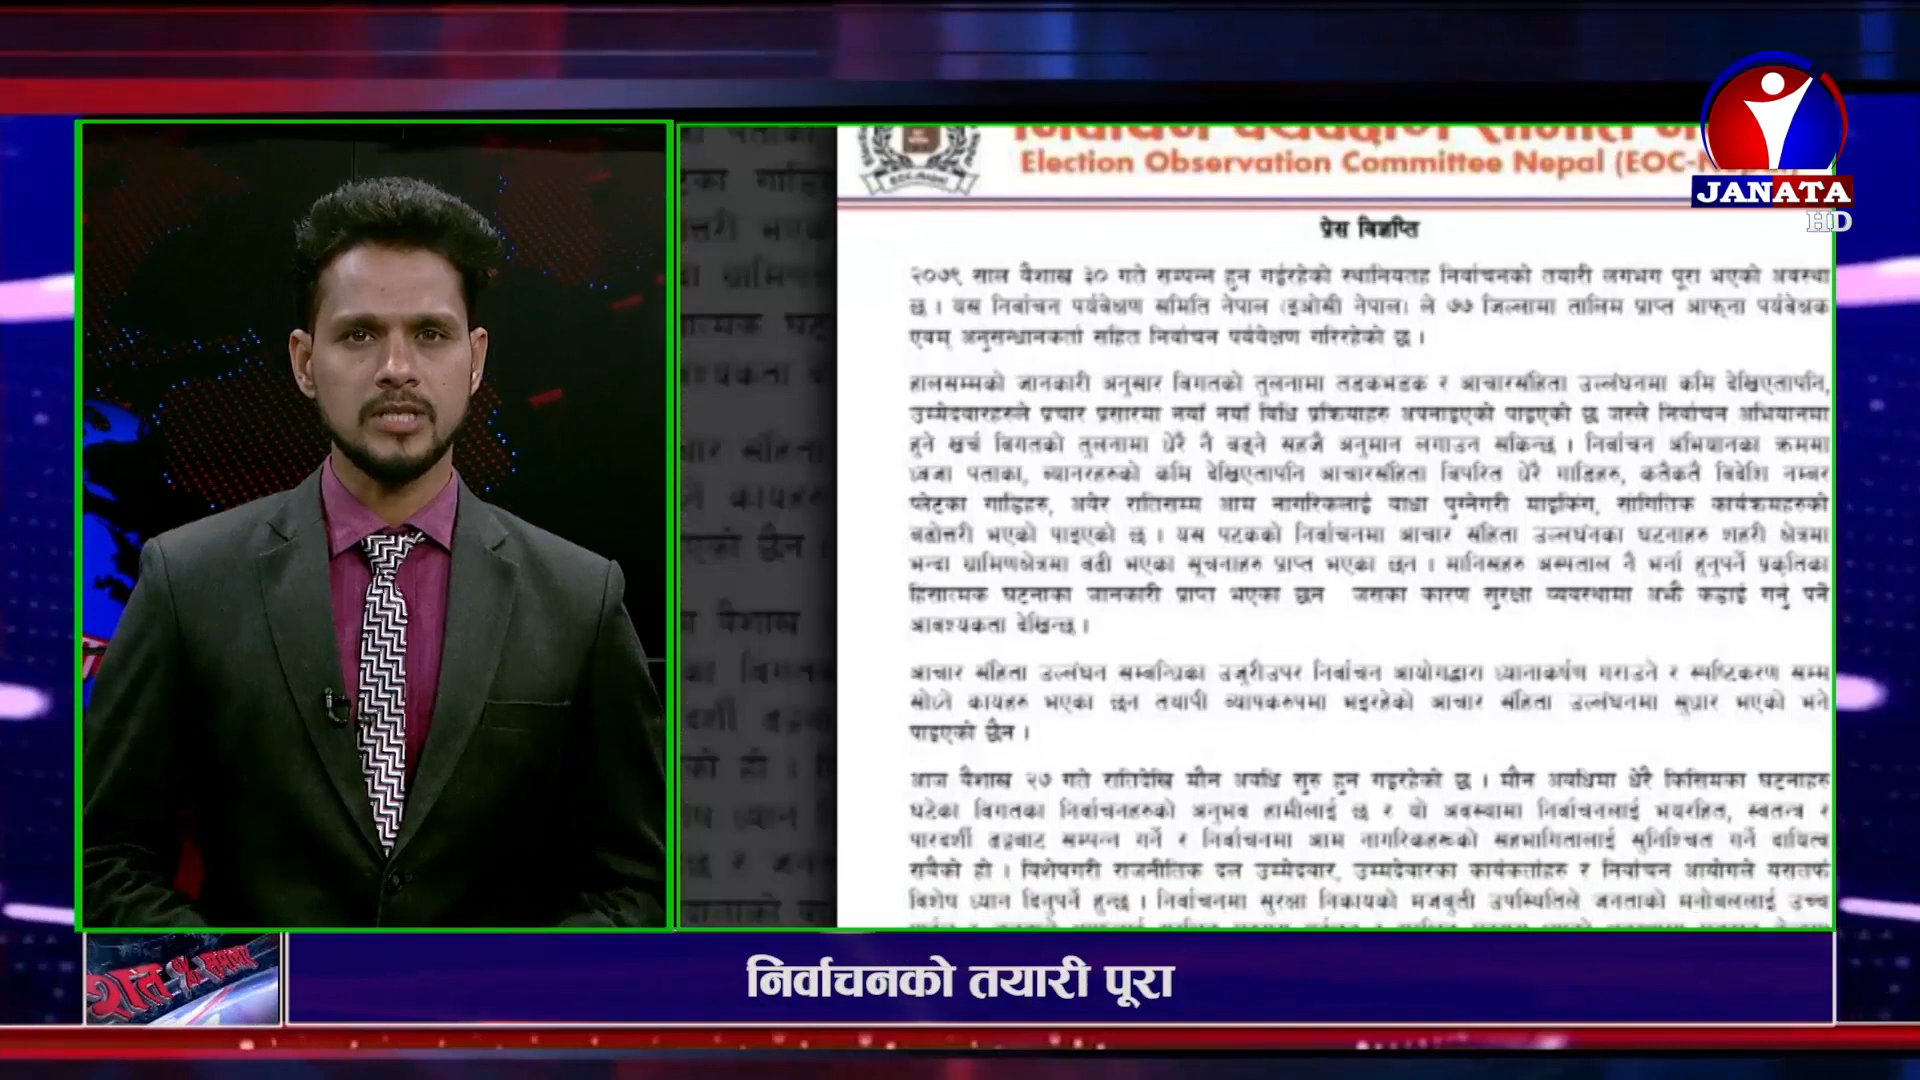 Election Observation Committee Nepal (EOC-
JANATA
HD
प्रेस विज्ञप्ति
२०७९ साल वैशाख ३० गते सम्पन्न हुन गईरहेको स्थानियतह निर्वाचनको तयारी लगभग पूरा भएको अवस्था
छ । यस निर्वाचन पर्यवेक्षण समिति नेपाल (इओसी नेपाल) ले ७७ जिल्लामा तालिम प्राप्त आफ्ना पर्यवेक्षक
एवम् अनुसन्धानकर्ता सहित निर्वाचन पर्यवेक्षण गरिरहेको छ ।
हालसम्मको जानकारी अनुसार विगतको तुलनामा तडकभडक र आचारसंहिता उल्लंघनमा कमि देखिएतापनि,
उम्मेदवारहरुले प्रचार प्रसारमा नयाँ नयाँ विधि प्रक्रियाहरु अपनाइएको पाइएको छ जस्ले निर्वाचन अभियानमा
हुने खर्च विगतको तुलनामा धेरै नै बढ्ने सहजै अनुमान लगाउन सकिन्छ । निर्वाचन अभियानका क्रममा
ध्वजा पताका, ब्यानरहरुको कमि देखिएतापनि आचारसंहिता विपरित धेरै गाडिहरु, कतैकतै विदेशि नम्बर
प्लेटका गाडिहरु, अबेर रातिसम्म आम नागरिकलाई बाधा पुग्नेगरी माइकिंग, सांगितिक कार्यक्रमहरुको
बढोत्तरी भएको पाइएको छ । यस पटकको निर्वाचनमा आचार संहिता उल्लघंनका घटनाहरु शहरी क्षेत्रमा
भन्दा ग्रामिणक्षेत्रमा बढी भएका सूचनाहरु प्राप्त भएका छन । मानिसहरु अस्पताल नै भर्ना हुनुपर्ने प्रकृतिका
हिंसात्मक घटनाका जानकारी प्राप्त भएका छन जसका कारण सुरक्षा व्यवस्थामा अझै कडाई गर्नु पर्ने
आवश्यकता देखिन्छ ।
आचार संहिता उल्लंघन सम्बन्धिका उजुरीउपर निर्वाचन आयोगद्धारा ध्यानाकर्षण गराउने र स्पष्टिकरण सम्म
सोध्ने कार्यहरु भएका छन तथापी व्यापकरुपमा भइरहेको आचार संहिता उल्लंघनमा सुधार भएको भने
पाइएको छैन ।
आज वैशाख २७ गते रातिदेखि मौन अवधि सुरु हुन गइरहेको छ । मौन अवधिमा धेरै किसिमका घटनाहरु
घटेका विगतका निर्वाचनहरुको अनुभव हामीलाई छ र यो अवस्थामा निर्वाचनलाई भयरहित, स्वतन्त्र र
पारदर्शी ढङ्गबाट सम्पन्न गर्ने र निर्वाचनमा आम नागरिकहरुको सहभागितालाई सुनिश्चित गर्ने दायित्व
सबैको हो । विशेषगरी राजनीतिक दल उम्मेदवार, उम्मदेवारका कार्यकर्ताहरु र निर्वाचन आयोगले यसतर्फ
विशेष ध्यान दिनुपर्ने हुन्छ । निर्वाचनमा सुरक्षा निकायको मजबुती उपस्थितिले जनताको मनोबललाई उच्च
शत % समाचार
निर्वाचनको तयारी पूरा